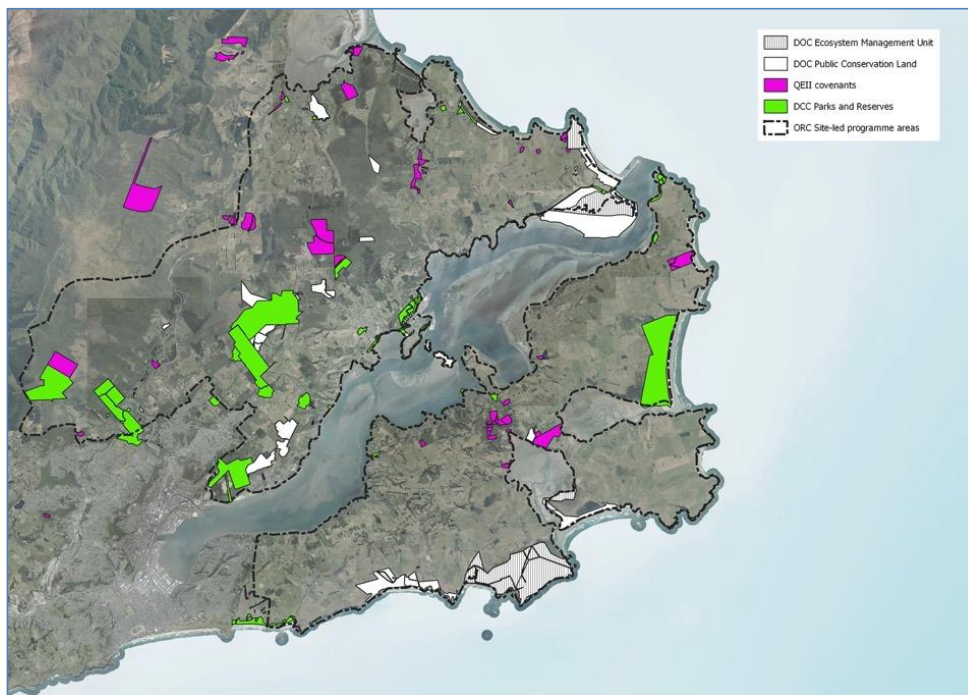 DOC Ecosystem Management Unit
DOC Public Conservation Land
QEII covenants
DCC Parks and Reserves
ORC Site-led programme areas